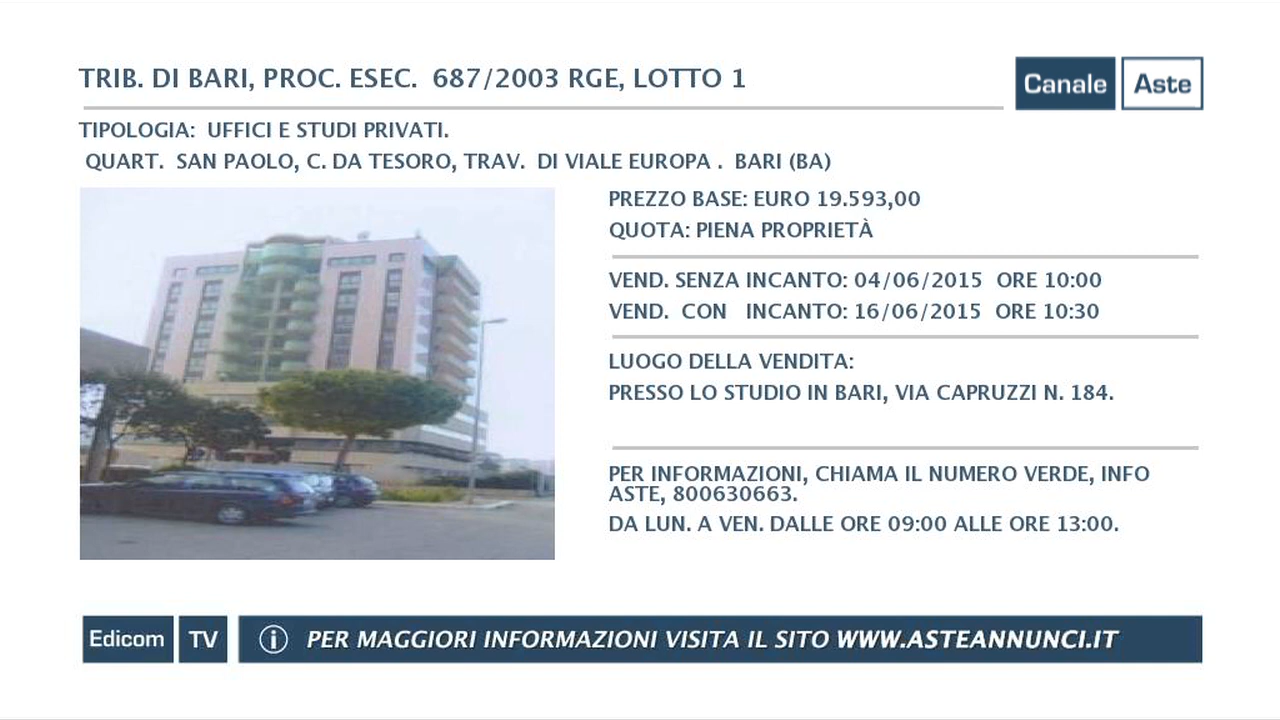 TRIB. DI BARI, PROC. ESEC.  687/2003 RGE, LOTTO 1
Canale Aste
TIPOLOGIA:  UFFICI E STUDI PRIVATI.
QUART.  SAN PAOLO, C. DA TESORO, TRAV.  DI VIALE EUROPA .  BARI (BA)
PREZZO BASE: EURO 19.593,00
QUOTA: PIENA PROPRIETÀ
VEND. SENZA INCANTO: 04/06/2015  ORE 10:00
VEND.  CON   INCANTO: 16/06/2015  ORE 10:30
LUOGO DELLA VENDITA:
PRESSO LO STUDIO IN BARI, VIA CAPRUZZI N. 184.
PER INFORMAZIONI, CHIAMA IL NUMERO VERDE, INFO
ASTE, 800630663.
DA LUN. A VEN. DALLE ORE 09:00 ALLE ORE 13:00.
Edicom TV
PER MAGGIORI INFORMAZIONI VISITA IL SITO WWW.ASTEANNUNCI.IT